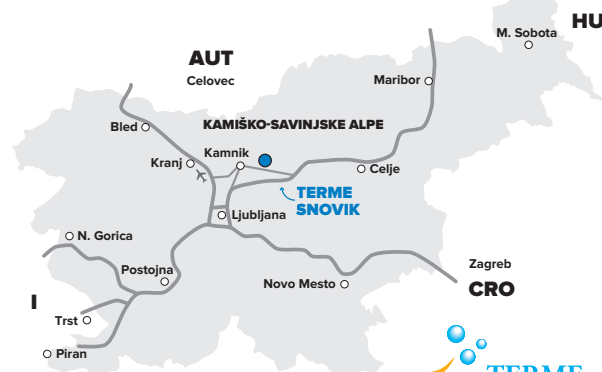 M. Sobota
HU
AUT
Celovec
Maribor
Bled
KAMIŠKO-SAVINJSKE ALPE
Kranj
Kamnik
Celje
TERME
SNOVIK
Ljubljana
N. Gorica
Postojna
Novo Mesto
Zagreb
CRO
I
Trst
Piran
TERME